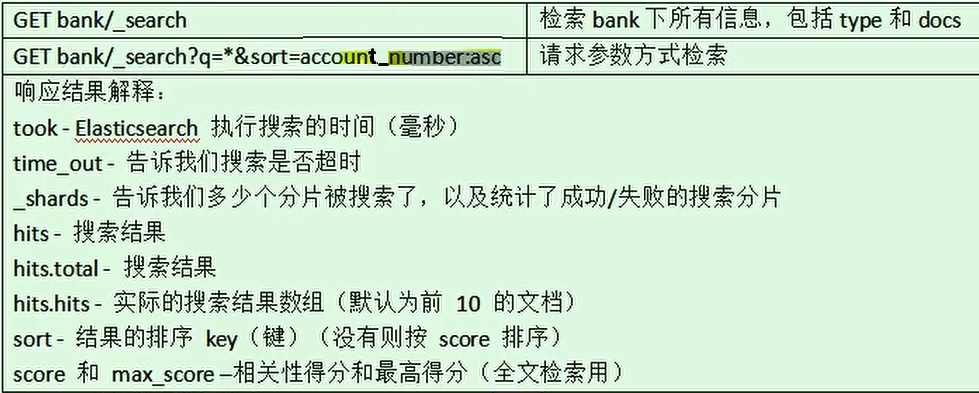 GET bank/_search 检索 bank 下所有信息，包括 type 和 docs
GET bank/_search?q=*&sort=account_number:asc 请求参数方式检索
响应结果解释：
took - Elasticsearch 执行搜索的时间（毫秒）
time_out - 告诉我们搜索是否超时
_shards - 告诉我们多少个分片被搜索了，以及统计了成功/失败的搜索分片
hits - 搜索结果
hits.total - 搜索结果
hits.hits - 实际的搜索结果数组（默认为前 10 的文档）
sort - 结果的排序 key（键）（没有则按 score 排序）
score 和 max_score –相关性得分和最高得分（全文检索用）